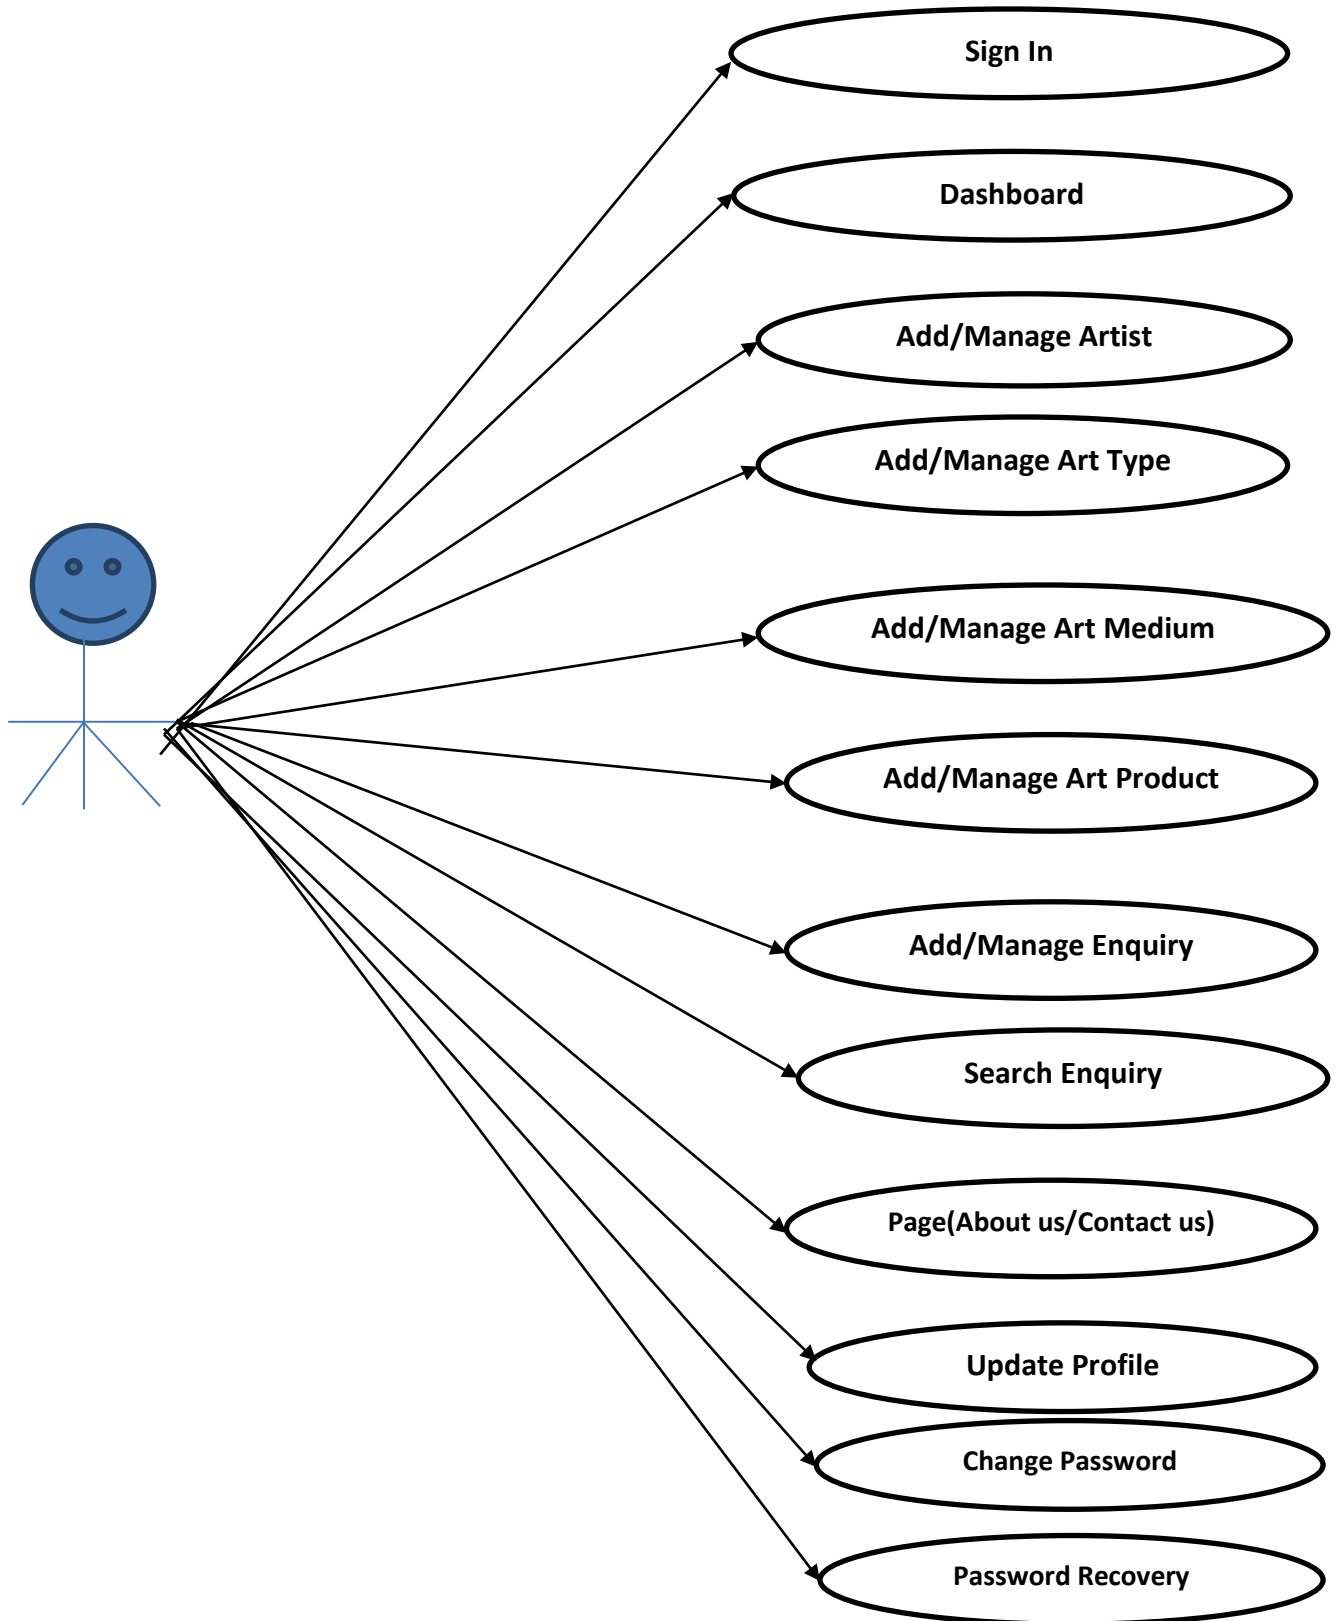 Sign In
Dashboard
Add/Manage Artist
Add/Manage Art Type
Add/Manage Art Medium
Add/Manage Art Product
Add/Manage Enquiry
Search Enquiry
Page(About us/Contact us)
Update Profile
Change Password
Password Recovery